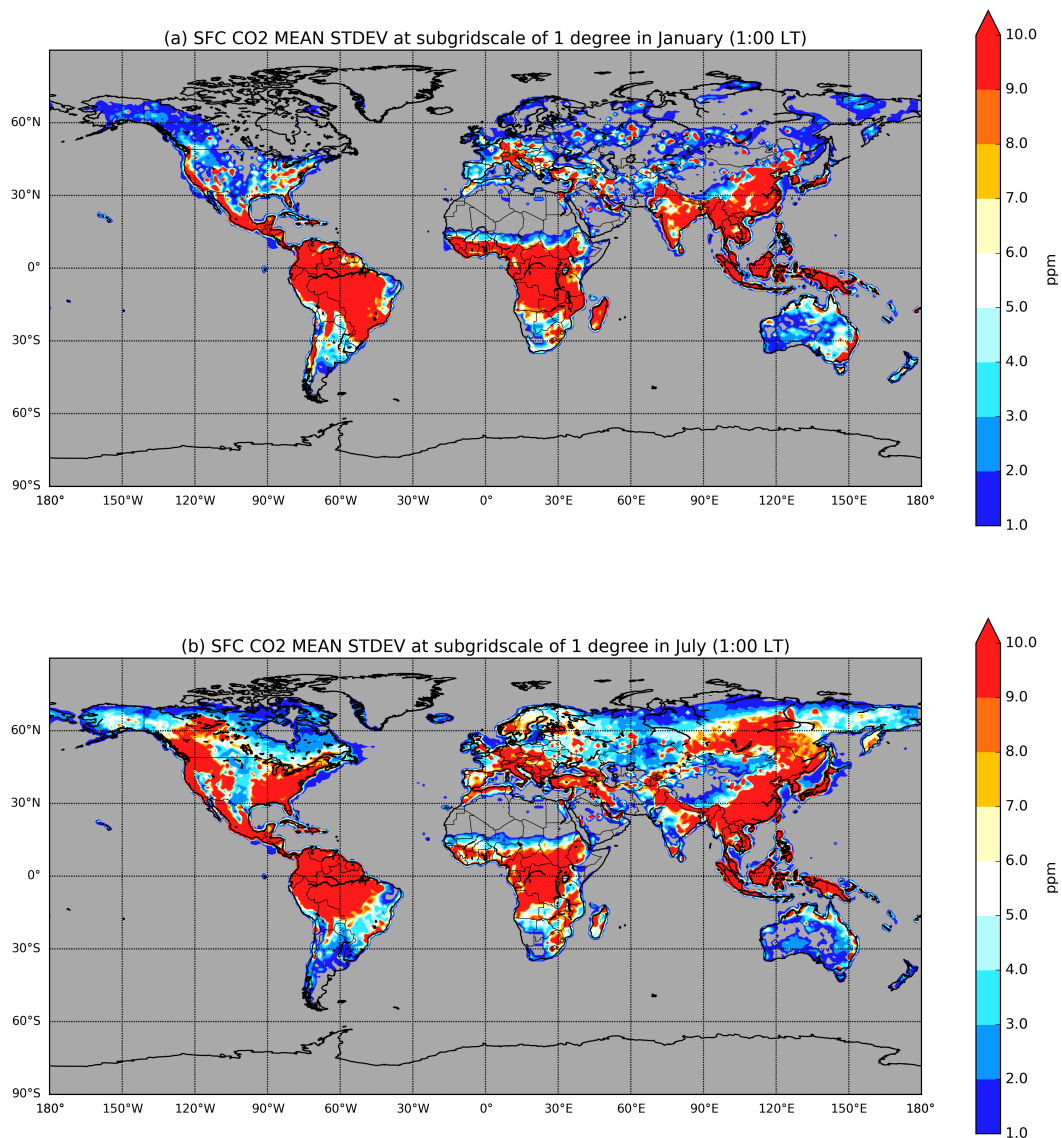 (a) SFC CO2 MEAN STDEV at subgridscale of 1 degree in January (1:00 LT)
60°N
30°N
0°
30°S
60°S
90°S
180° 150°W 120°W 90°W 60°W 30°W 0° 30°E 60°E 90°E 120°E 150°E 180°
10.0
9.0
8.0
7.0
6.0
5.0
4.0
3.0
2.0
1.0
ppm
(b) SFC CO2 MEAN STDEV at subgridscale of 1 degree in July (1:00 LT)
60°N
30°N
0°
30°S
60°S
90°S
180° 150°W 120°W 90°W 60°W 30°W 0° 30°E 60°E 90°E 120°E 150°E 180°
10.0
9.0
8.0
7.0
6.0
5.0
4.0
3.0
2.0
1.0
ppm